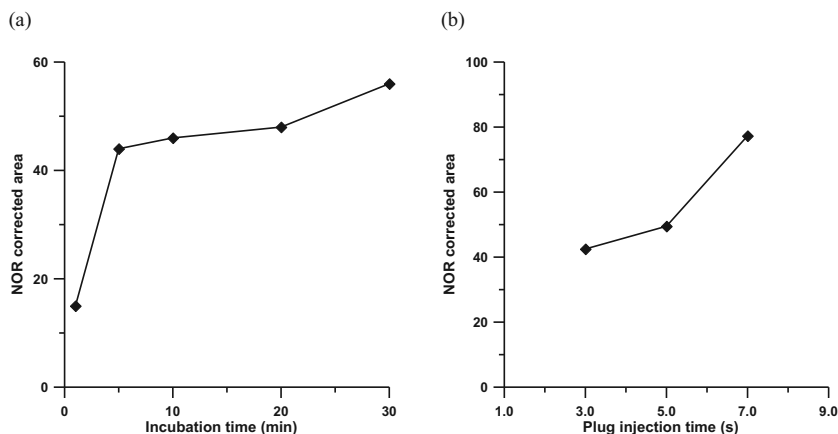 (a)
60
40
20
0
NOR corrected area
0 10 20 30
Incubation time (min)
(b)
100
80
60
40
20
0
NOR corrected area
1.0 3.0 5.0 7.0 9.0
Plug injection time (s)